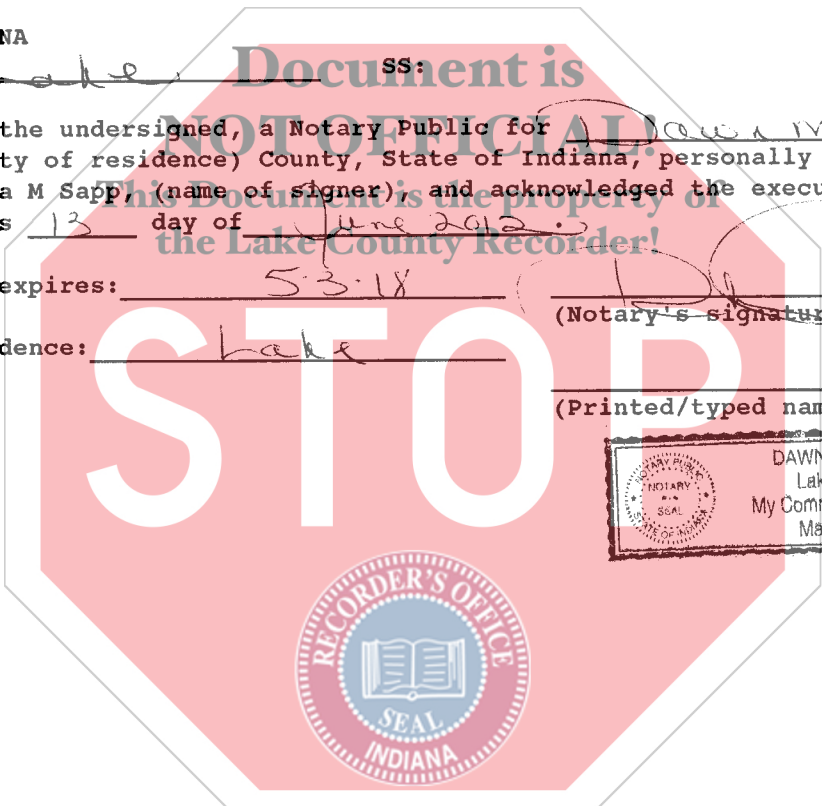 NA
Lake SS:
Document is
NOT OFFICIAL!
This Document is the property of
the Lake County Recorder!
the undersigned, a Notary Public for Dawn M
ty of residence) County, State of Indiana, personally
a M Sapp, (name of signer), and acknowledged the execu
s 13 day of June 2012.
expires: 5-3-18
(Notary's signatur
dence: Lake
(Printed/typed nam
STOP
NOTARY PUBLIC
NOTARY
SEAL
STATE OF INDIANA
DAWN
Lak
My Comm
Ma
RECORDER'S OFFICE
SEAL
INDIANA